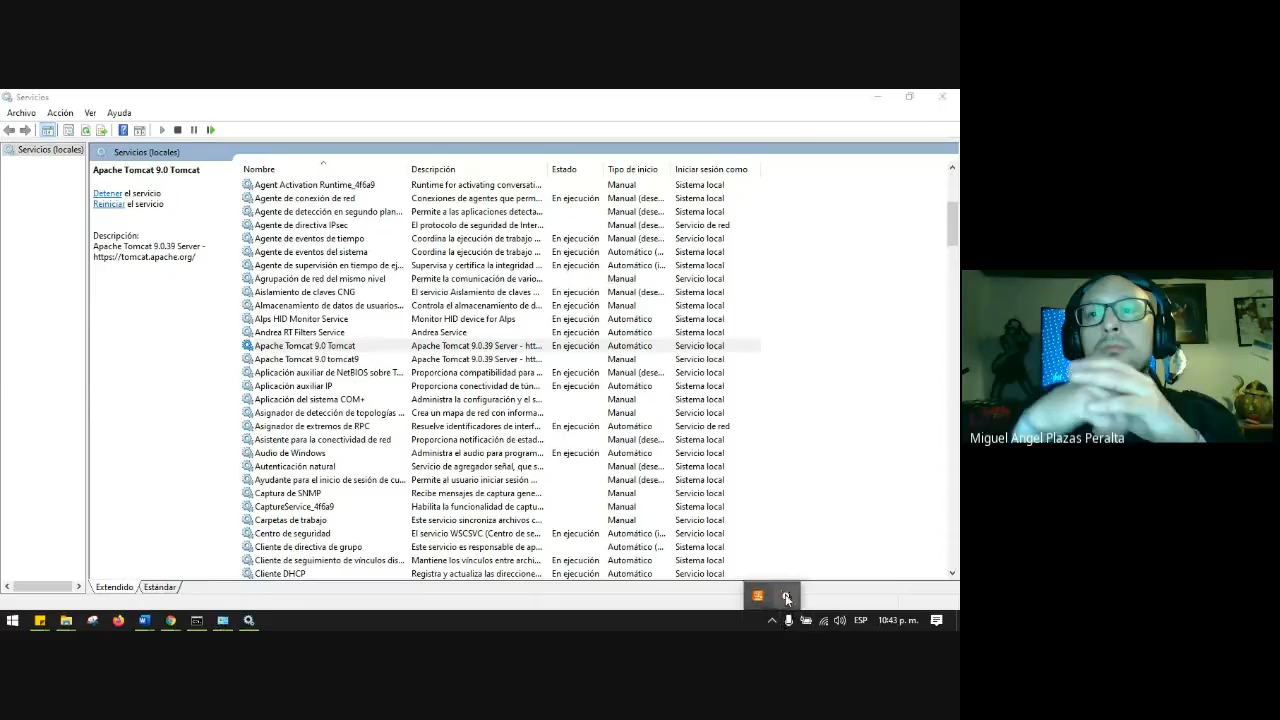 Servicios
Archivo Acción Ver Ayuda
Servicios (locales) Servicios (locales)
Apache Tomcat 9.0 Tomcat
Detener el servicio
Reiniciar el servicio
Descripción:
Apache Tomcat 9.0.39 Server -
https://tomcat.apache.org/
Nombre Descripción Estado Tipo de inicio Iniciar sesión como
Agent Activation Runtime_4f6a9 Runtime for activating conversati... Manual Sistema local
Agente de conexión de red Conexiones de agentes que perm... En ejecución Manual (dese... Sistema local
Agente de detección en segundo plan... Permite a las aplicaciones detecta... Manual (dese... Sistema local
Agente de directiva IPsec El protocolo de seguridad de Inter... Manual (dese... Servicio de red
Agente de eventos de tiempo Coordina la ejecución de trabajo ... En ejecución Manual (dese... Servicio local
Agente de eventos del sistema Coordina la ejecución de trabajo ... En ejecución Automático (... Sistema local
Agente de supervisión en tiempo de ej... Supervisa y certifica la integridad ... En ejecución Automático (i... Sistema local
Agrupación de red del mismo nivel Permite la comunicación de vario... Manual Servicio local
Aislamiento de claves CNG El servicio Aislamiento de claves ... En ejecución Manual (dese... Sistema local
Almacenamiento de datos de usuarios... Controla el almacenamiento de d... En ejecución Manual Sistema local
Alps HID Monitor Service Monitor HID device for Alps En ejecución Automático Sistema local
Andrea RT Filters Service Andrea Service En ejecución Automático Sistema local
Apache Tomcat 9.0 Tomcat Apache Tomcat 9.0.39 Server - htt... En ejecución Automático Servicio local
Apache Tomcat 9.0 tomcat9 Apache Tomcat 9.0.39 Server - htt... Manual Servicio local
Aplicación auxiliar de NetBIOS sobre T... Proporciona compatibilidad para ... En ejecución Manual (dese... Servicio local
Aplicación auxiliar IP Proporciona conectividad de tún... En ejecución Automático Sistema local
Aplicación del sistema COM+ Administra la configuración y el s... Manual Sistema local
Asignador de detección de topologías ... Crea un mapa de red con informa... Manual Servicio local
Asignador de extremos de RPC Resuelve identificadores de interf... En ejecución Automático Servicio de red
Asistente para la conectividad de red Proporciona notificación de estad... Manual (dese... Sistema local
Audio de Windows Administra el audio para program... En ejecución Automático Servicio local
Autenticación natural Servicio de agregador señal, que s... Manual (dese... Sistema local
Ayudante para el inicio de sesión de cu... Permite al usuario iniciar sesión ... Manual (dese... Sistema local
Captura de SNMP Recibe mensajes de captura gene... Manual Servicio local
CaptureService_4f6a9 Habilita la funcionalidad de captu... Manual Sistema local
Carpetas de trabajo Este servicio sincroniza archivos c... Manual Servicio local
Centro de seguridad El servicio WSCSVC (Centro de se... En ejecución Automático (i... Servicio local
Cliente de directiva de grupo Este servicio es responsable de ap... Automático (... Sistema local
Cliente de seguimiento de vínculos dis... Mantiene los vínculos entre archi... En ejecución Automático Sistema local
Cliente DHCP Registra y actualiza las direccione... En ejecución Automático Servicio local
Extendido Estándar
ESP 10:43 p. m.
Miguel Angel Plazas Peralta